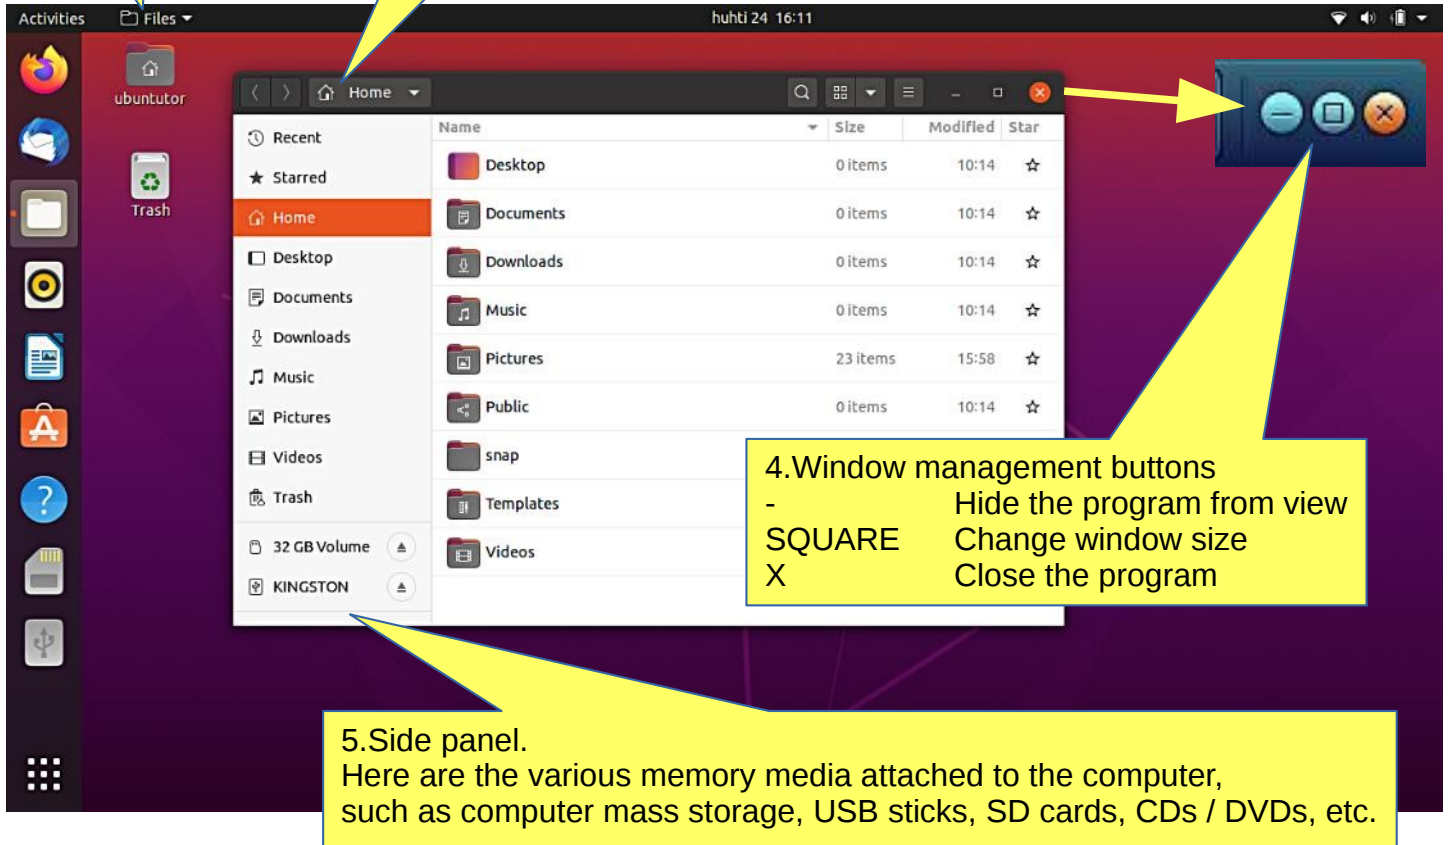 Activities Files huhti 24 16:11
ubuntutor
Trash
Home
Recent
Starred
Home
Desktop
Documents
Downloads
Music
Pictures
Videos
Trash
32 GB Volume
KINGSTON
Name Size Modified Star
Desktop 0 items 10:14
Documents 0 items 10:14
Downloads 0 items 10:14
Music 0 items 10:14
Pictures 23 items 15:58
Public 0 items 10:14
snap
Templates
Videos
4.Window management buttons
- Hide the program from view
SQUARE Change window size
X Close the program
5.Side panel.
Here are the various memory media attached to the computer,
such as computer mass storage, USB sticks, SD cards, CDs / DVDs, etc.